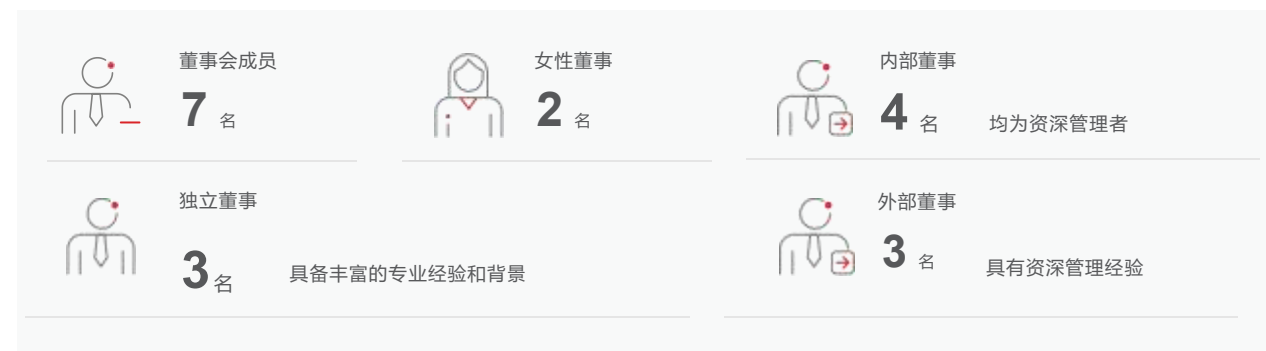 董事会成员
7 名
女性董事
2 名
内部董事
4 名 均为资深管理者
独立董事
3 名 具备丰富的专业经验和背景
外部董事
3 名 具有资深管理经验